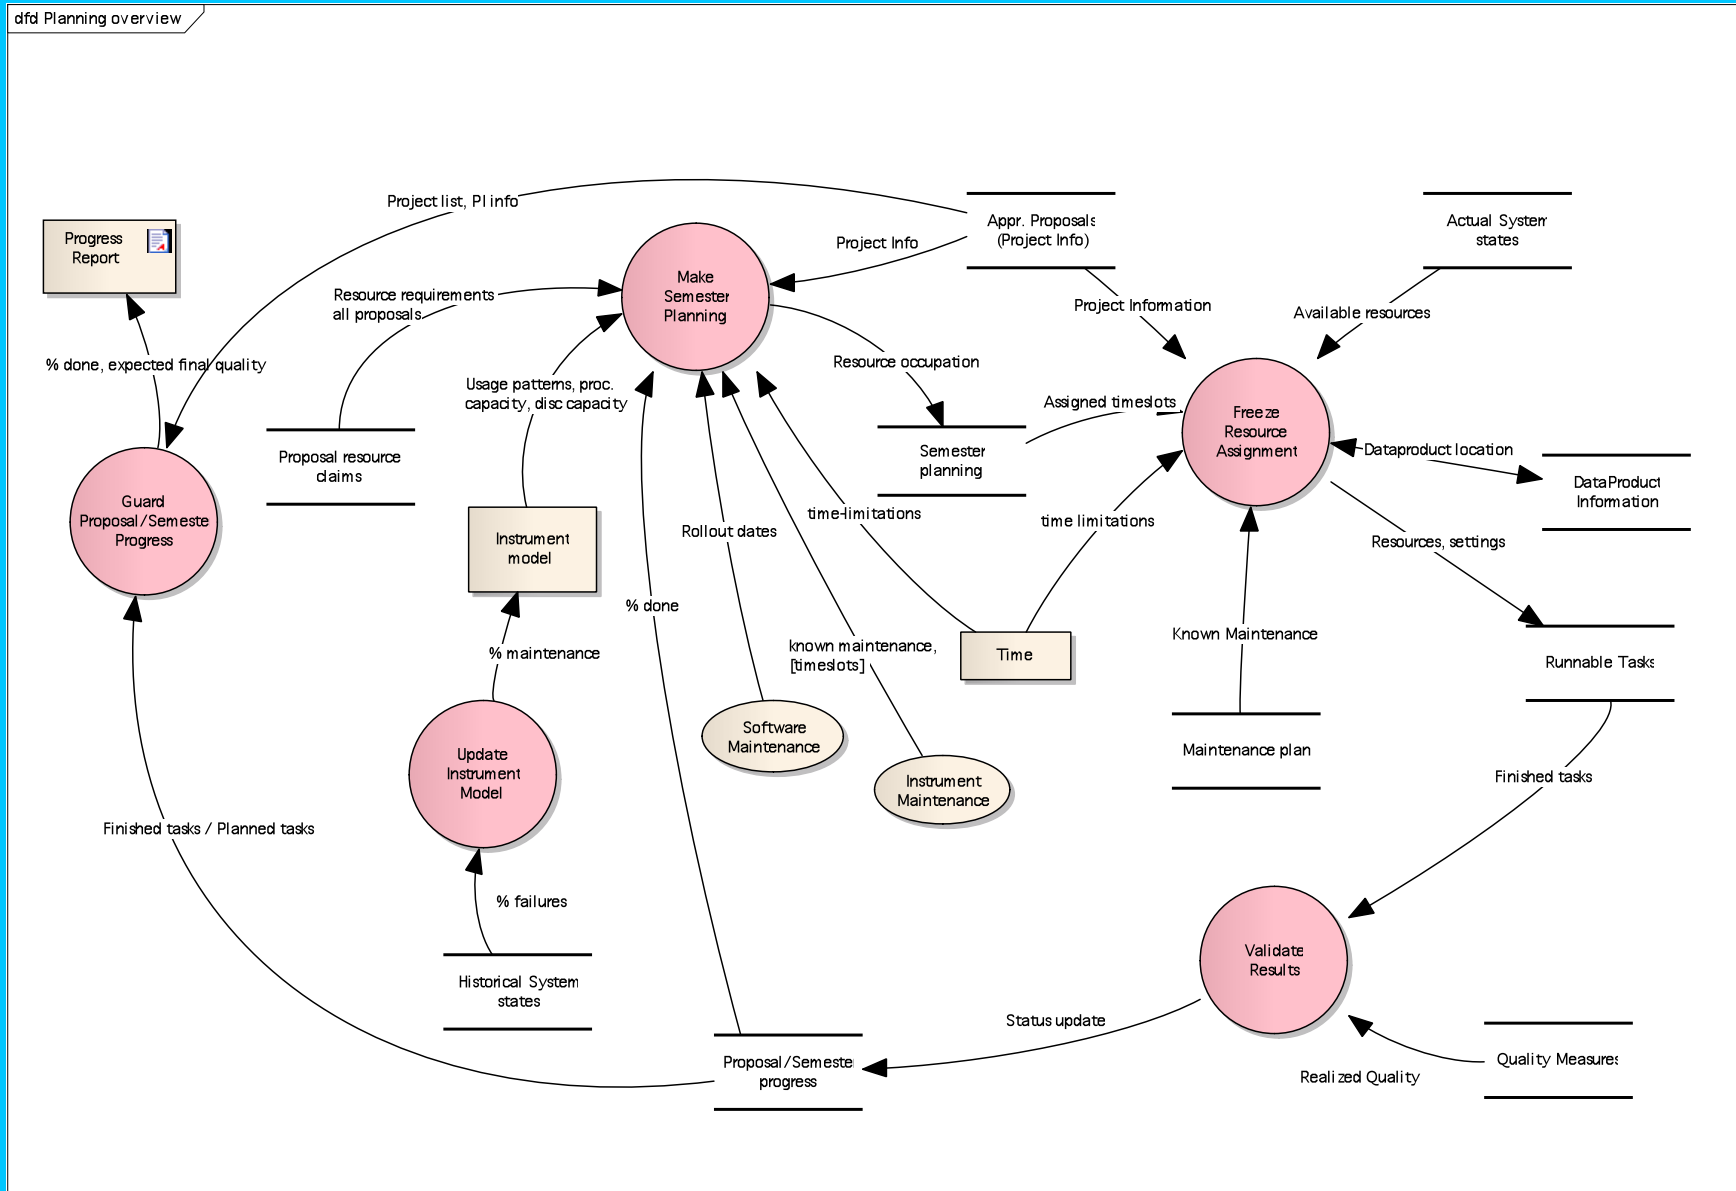 dfd Planning overview
Project list, PI info
Appr. Proposals
(Project Info)
Actual System
states
Progress
Report
Project Info
Make
Semester
Planning
Resource requirements
all proposals
Project Information
Available resources
% done, expected final quality
Resource occupation
Usage patterns, proc.
capacity, disc capacity
Assigned timeslots
Freeze
Resource
Assignment
Proposal resource
claims
Semester
planning
Dataproduct location
DataProduct
Information
Guard
Proposal/Semeste
Progress
Instrument
model
Rollout dates
time-limitations
time limitations
Resources, settings
% done
% maintenance
known maintenance,
[timeslots]
Time
Known Maintenance
Runnable Tasks
Software
Maintenance
Update
Instrument
Model
Instrument
Maintenance
Maintenance plan
Finished tasks
Finished tasks / Planned tasks
% failures
Validate
Results
Historical System
states
Status update
Proposal/Semester
progress
Quality Measures
Realized Quality